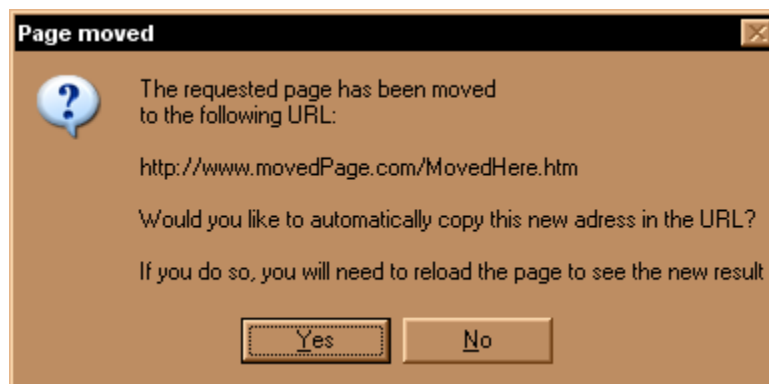 Page moved
The requested page has been moved
to the following URL:
http://www.movedPage.com/MovedHere.htm
Would you like to automatically copy this new adress in the URL?
If you do so, you will need to reload the page to see the new result
Yes
No